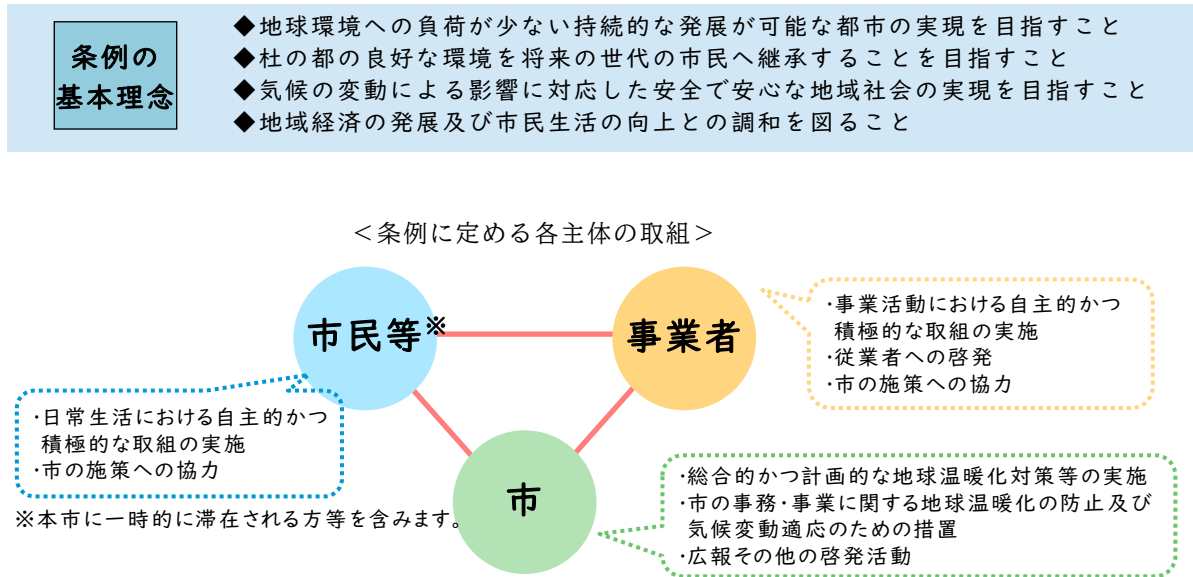 条例の
基本理念
◆地球環境への負荷が少ない持続的な発展が可能な都市の実現を目指すこと
◆杜の都の良好な環境を将来の世代の市民へ継承することを目指すこと
◆気候の変動による影響に対応した安全で安心な地域社会の実現を目指すこと
◆地域経済の発展及び市民生活の向上との調和を図ること
＜条例に定める各主体の取組＞
市民等※
事業者
・事業活動における自主的かつ
積極的な取組の実施
・従業者への啓発
・市の施策への協力
・日常生活における自主的かつ
積極的な取組の実施
・市の施策への協力
※本市に一時的に滞在される方等を含みます。
市
・総合的かつ計画的な地球温暖化対策等の実施
・市の事務・事業に関する地球温暖化の防止及び
気候変動適応のための措置
・広報その他の啓発活動